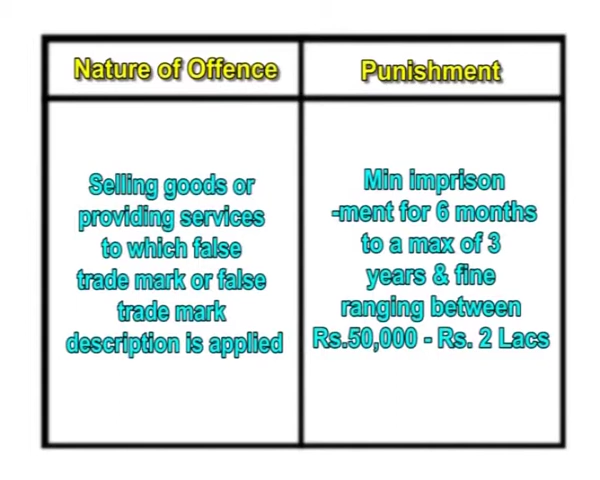 Nature of Offence
Punishment
Selling goods or
providing services
to which false
trade mark or false
trade mark
description is applied
Min imprison
-ment for 6 months
to a max of 3
years & fine
ranging between
Rs.50,000 - Rs. 2 Lacs